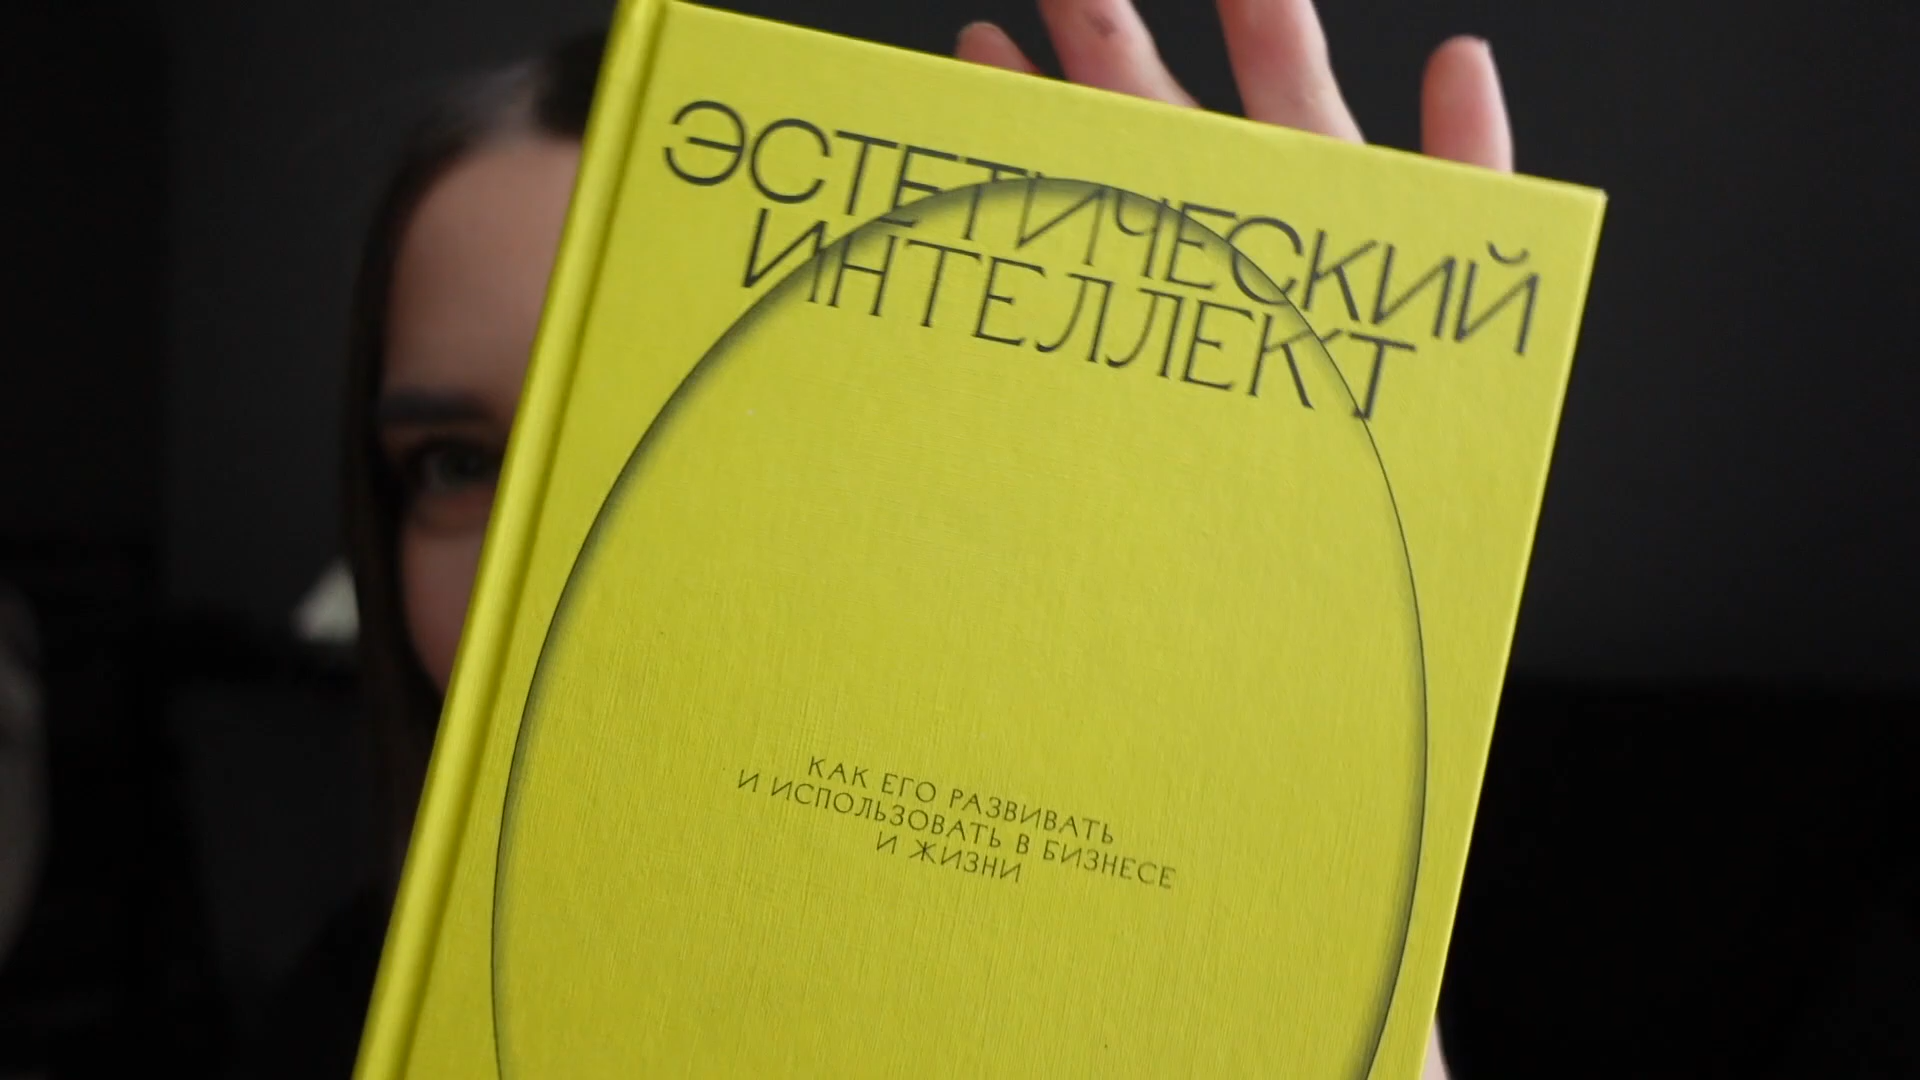 ЭСТЕТИЧЕСКИЙ
ИНТЕЛЛЕКТ
КАК ЕГО РАЗВИВАТЬ
И ИСПОЛЬЗОВАТЬ В БИЗНЕСЕ
И ЖИЗНИ